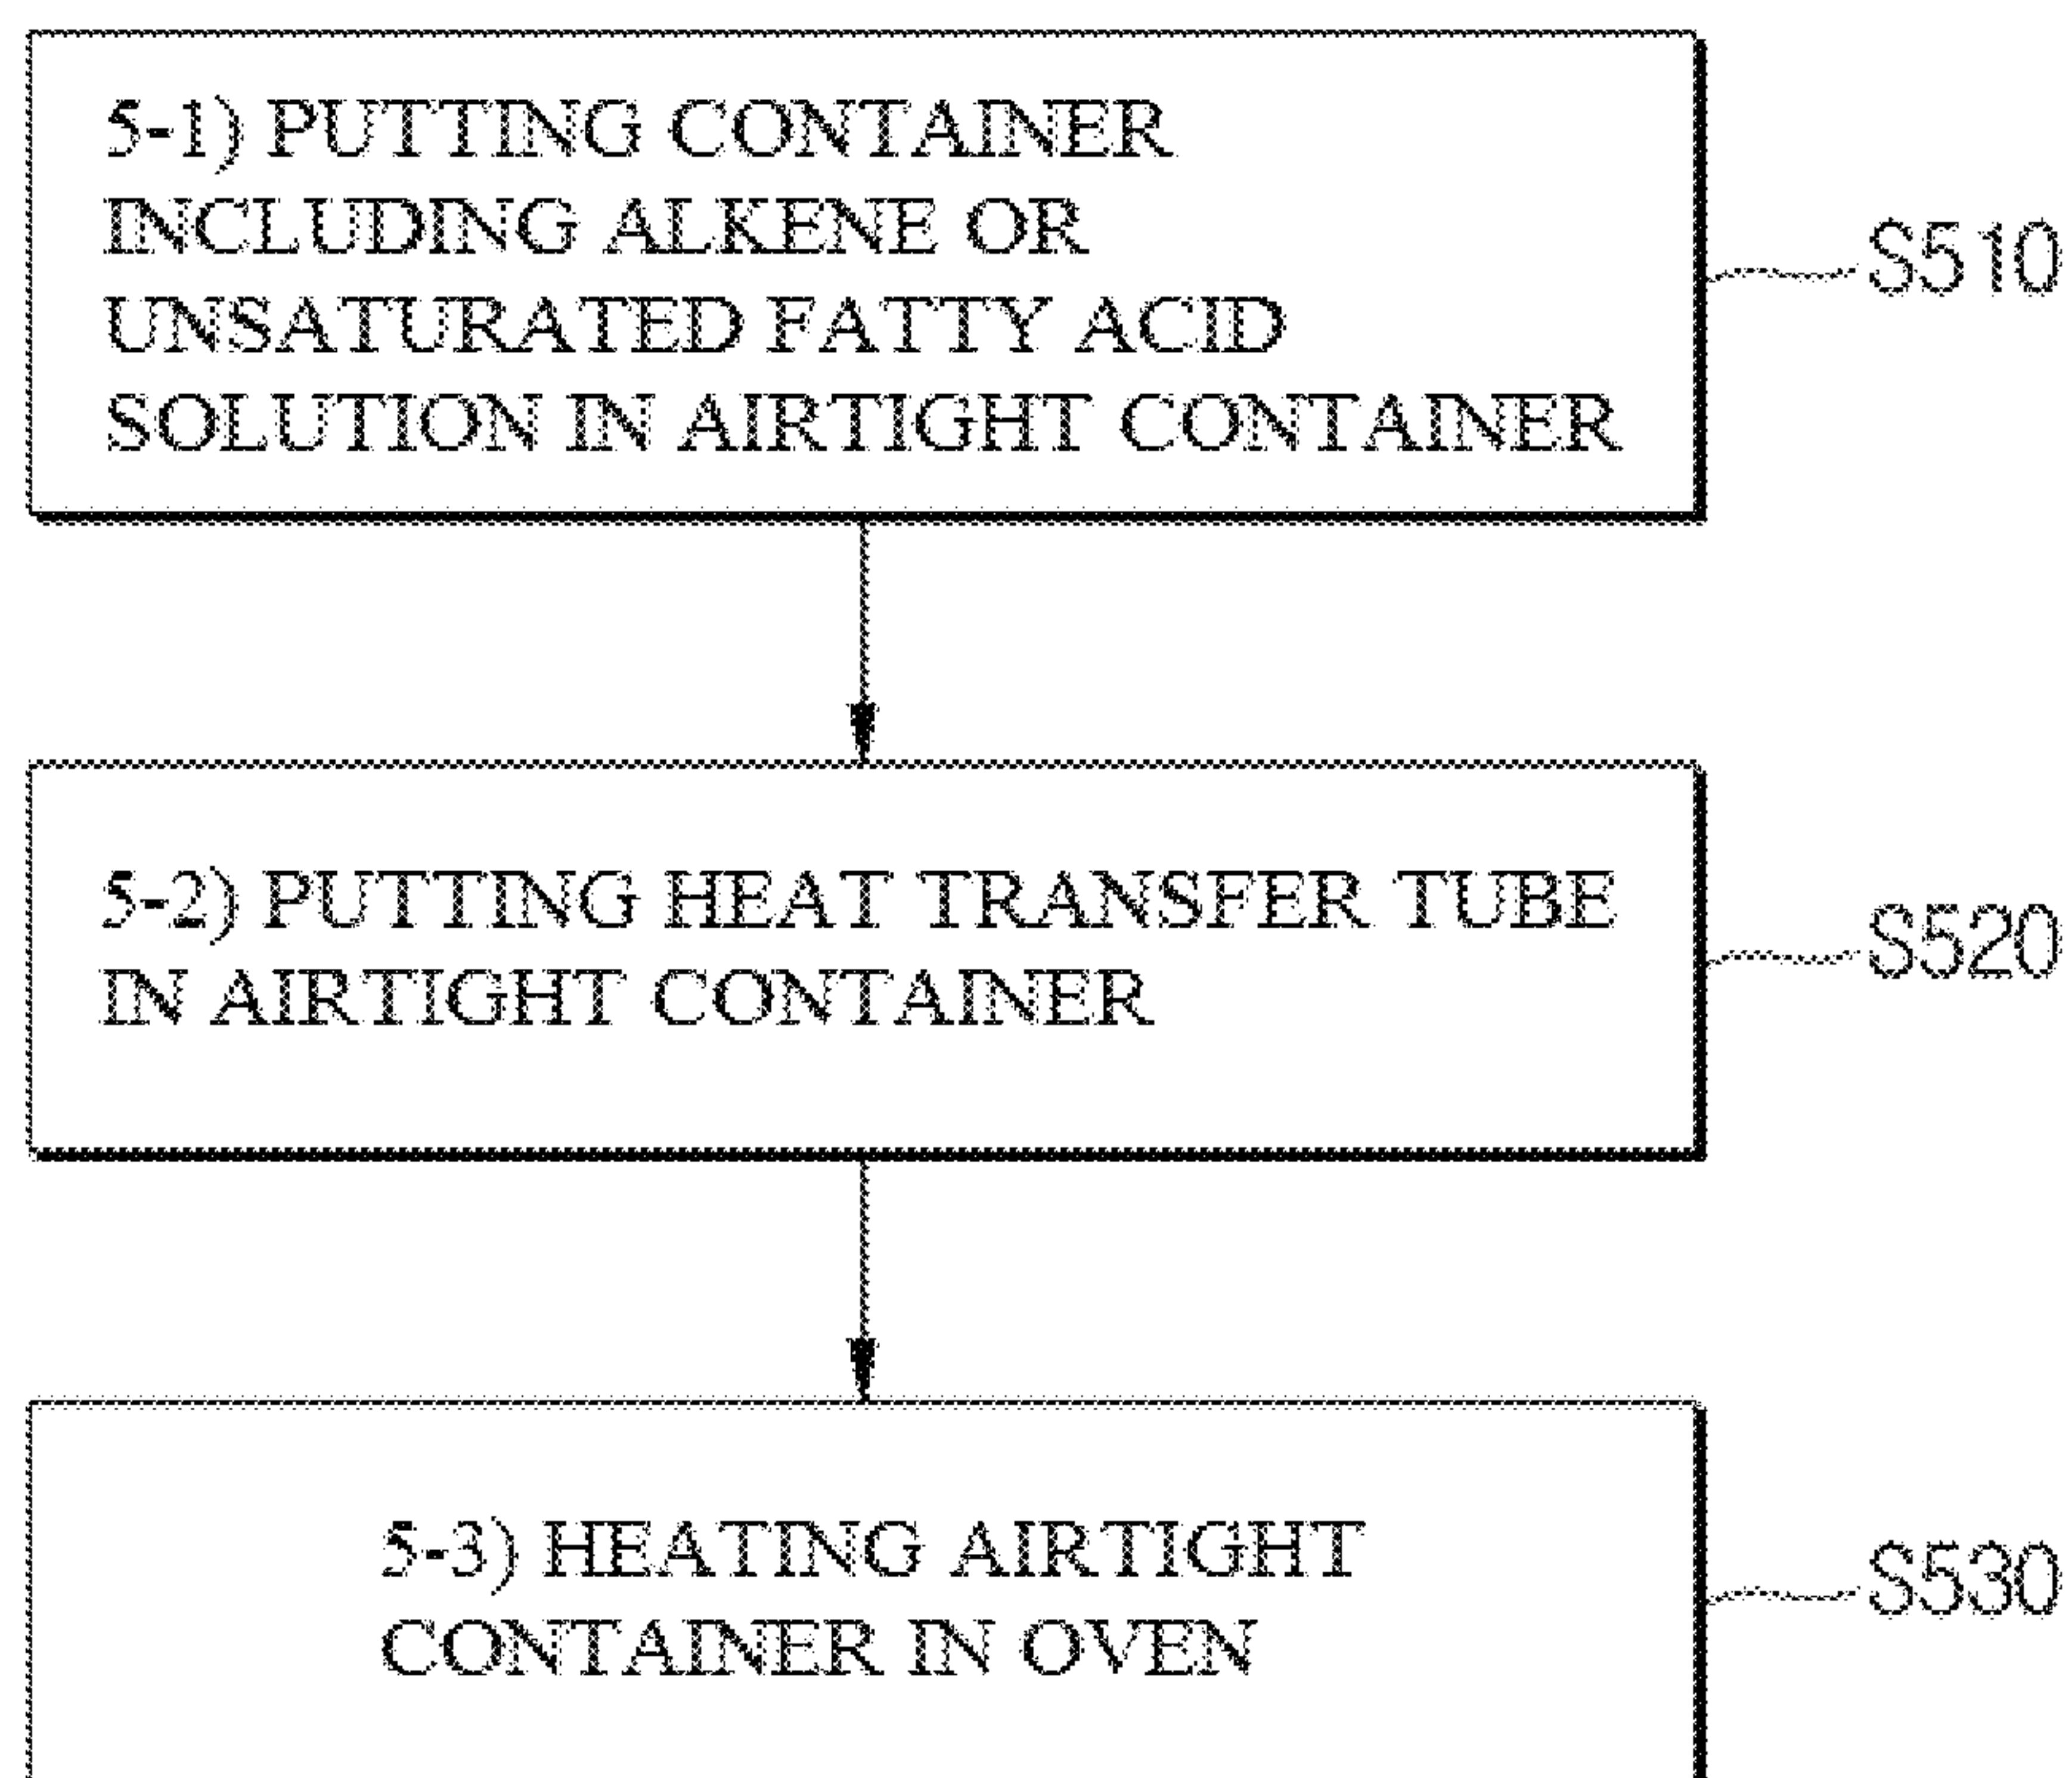 5-1) PUTTING CONTAINER
INCLUDING ALKENE OR
UNSATURATED FATTY ACID
SOLUTION IN AIRTIGHT CONTAINER
S510
5-2) PUTTING HEAT TRANSFER TUBE
IN AIRTIGHT CONTAINER
S520
5-3) HEATING AIRTIGHT
CONTAINER IN OVEN
S530